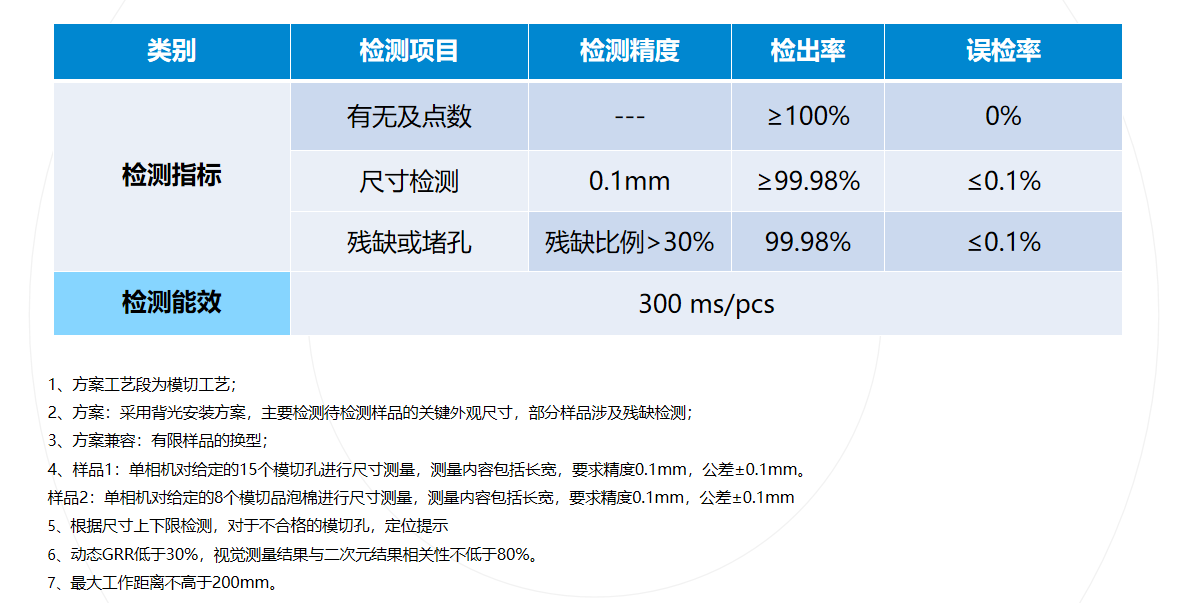 类别 检测项目 检测精度 检出率 误检率
有无及点数 --- ≥100% 0%
检测指标
尺寸检测 0.1mm ≥99.98% ≤0.1%
残缺或堵孔 残缺比例>30% 99.98% ≤0.1%
检测能效 300 ms/pcs
1、方案工艺段为模切工艺；
2、方案：采用背光安装方案，主要检测待检测样品的关键外观尺寸，部分样品涉及残缺检测；
3、方案兼容：有限样品的换型；
4、样品1：单相机对给定的15个模切孔进行尺寸测量，测量内容包括长宽，要求精度0.1mm，公差±0.1mm。
样品2：单相机对给定的8个模切品泡棉进行尺寸测量，测量内容包括长宽，要求精度0.1mm，公差±0.1mm
5、根据尺寸上下限检测，对于不合格的模切孔，定位提示
6、动态GRR低于30%，视觉测量结果与二次元结果相关性不低于80%。
7、最大工作距离不高于200mm。